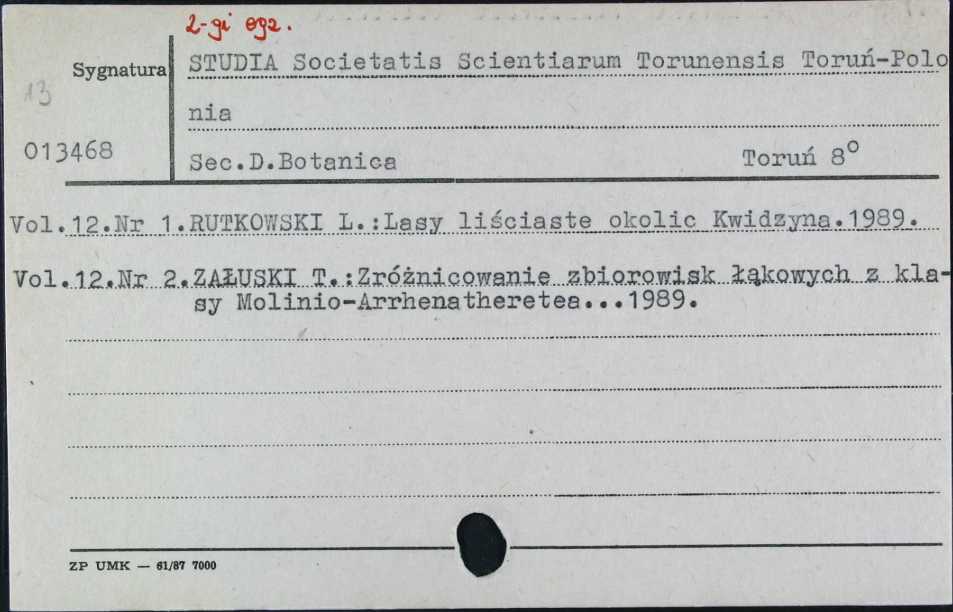 2-gi egz.
Sygnatura
STUDIA Societatis Scientiarum Torunensis Toruń-Polo
13
nia
013468
Sec.D.Botanica Toruń 8°
Vol.12.Nr 1.RUTKOWSKI L.:Lasy liściaste okolic Kwidzyna.1989.
Vol.12.Nr 2.ZAŁUSKI T.:Zróżnicowanie zbiorowisk łąkowych z kla-
sy Molinio-Arrhenatheretea...1989.
ZP UMK — 61/87 7000